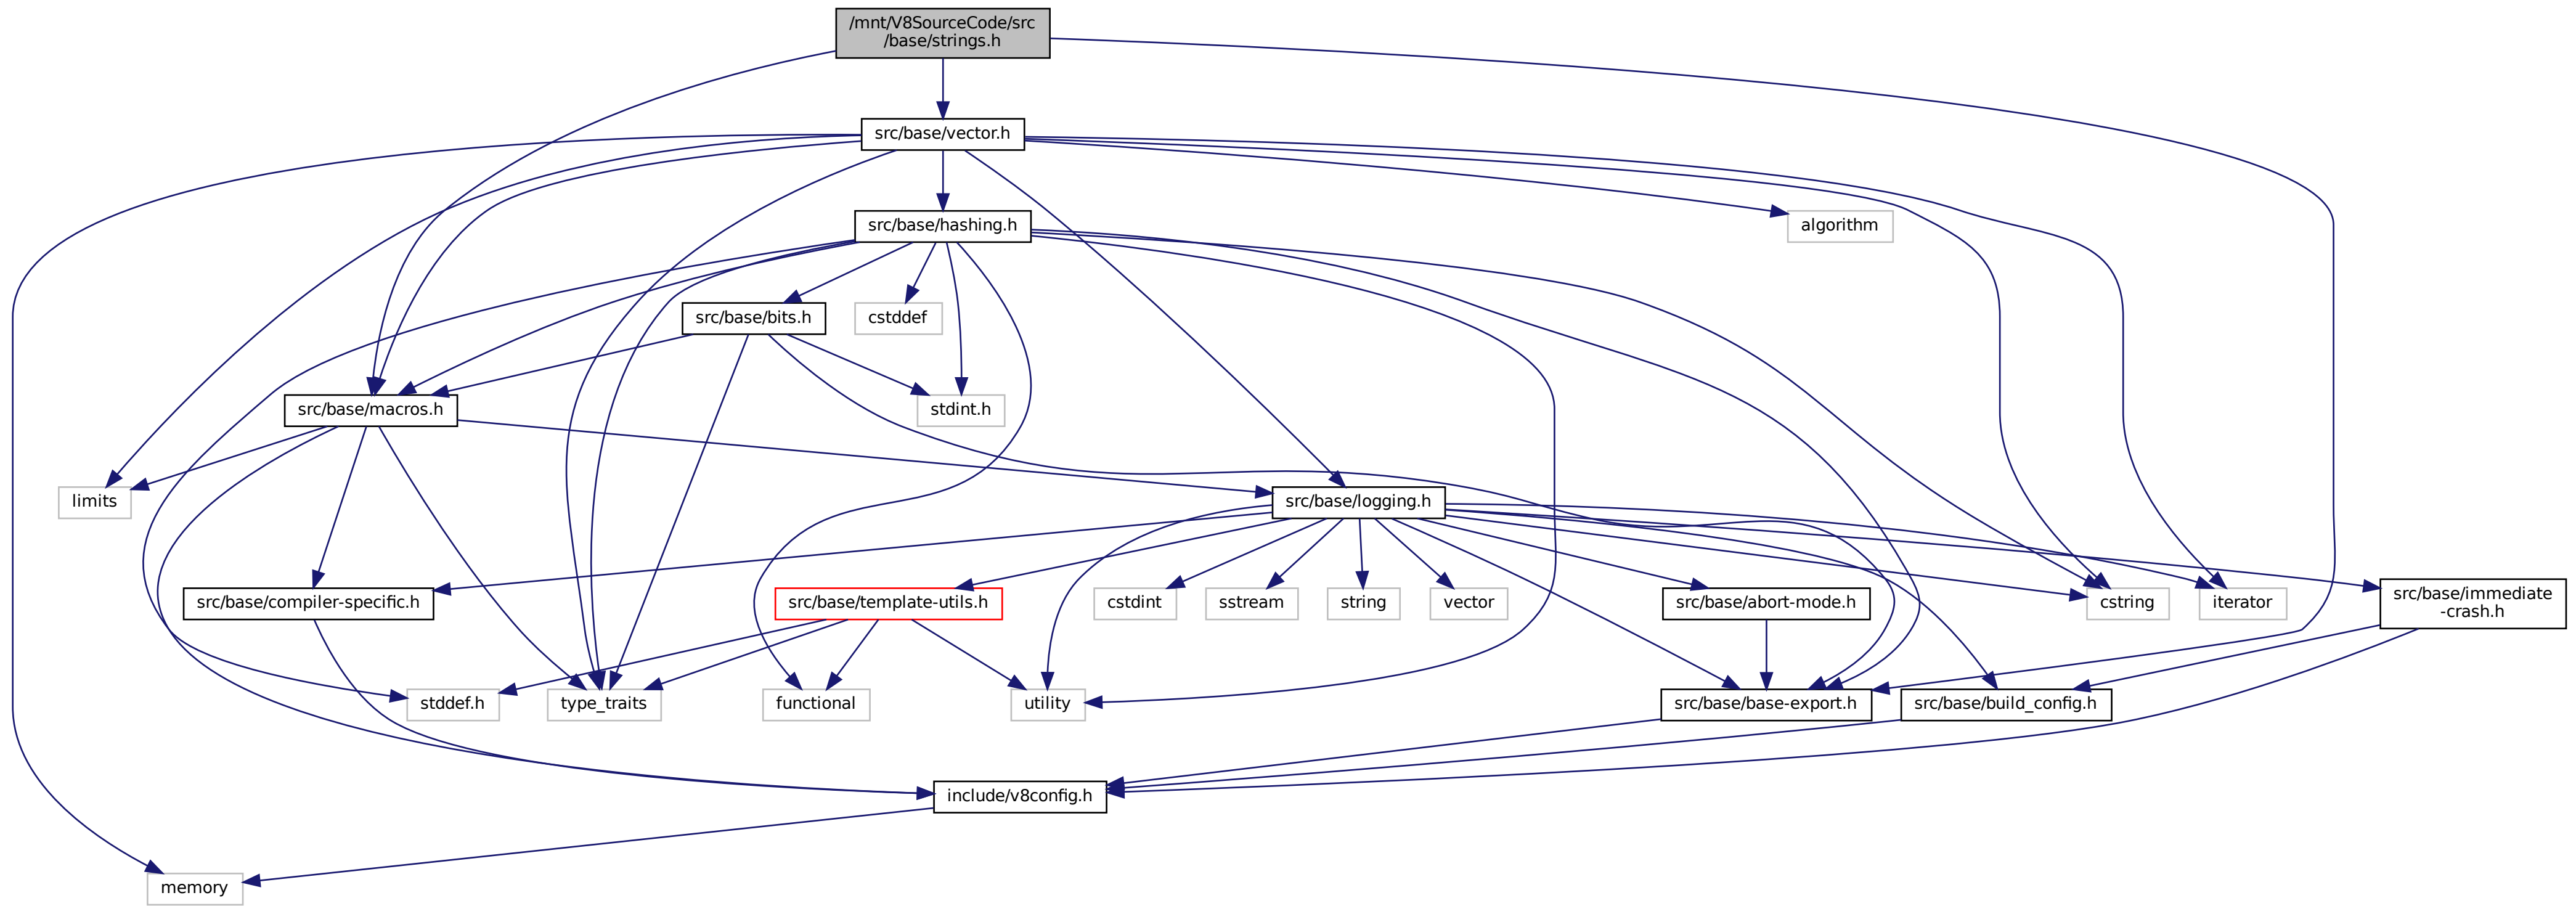 /mnt/V8SourceCode/src
/base/strings.h
src/base/vector.h
src/base/hashing.h
algorithm
src/base/bits.h
cstddef
src/base/macros.h
stdint.h
limits
src/base/logging.h
src/base/compiler-specific.h
src/base/template-utils.h
cstdint
sstream
string
vector
src/base/abort-mode.h
cstring
iterator
src/base/immediate
-crash.h
stddef.h
type_traits
functional
utility
src/base/base-export.h
src/base/build_config.h
include/v8config.h
memory